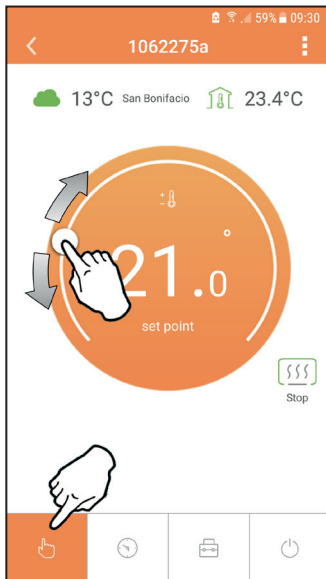 59% 09:30
1062275a
13°C San Bonifacio 23.4°C
21.0°
set point
Stop